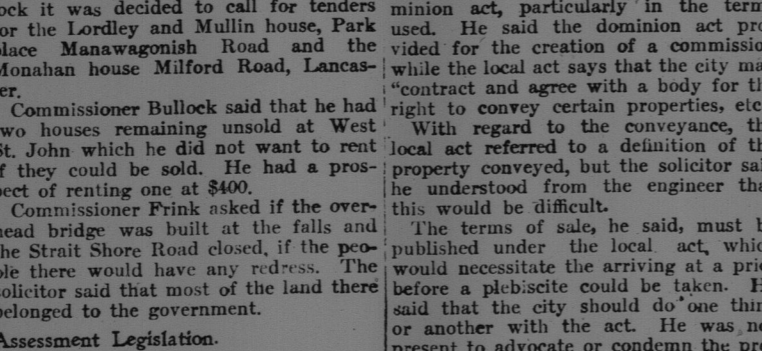 ock it was decided to call for tenders
or the Lordley and Mullin house, Park
lace Manawagonish Road and the
Monahan house Milford Road, Lancas-
er.
Commissioner Bullock said that he had
two houses remaining unsold at West
St. John which he did not want to rent
if they could be sold. He had a pros-
pect of renting one at $400.
Commissioner Frink asked if the over-
head bridge was built at the falls and
the Strait Shore Road closed, if the peo-
ple there would have any redress. The
solicitor said that most of the land there
belonged to the government.
Assessment Legislation.
minion act, particularly in the term
used. He said the dominion act pro
vided for the creation of a commissio
while the local act says that the city ma
"contract and agree with a body for th
right to convey certain properties, etc
With regard to the conveyance, th
local act referred to a definition of th
property conveyed, but the solicitor sai
he understood from the engineer tha
this would be difficult.
The terms of sale, he said, must b
published under the local act, whic
would necessitate the arriving at a pric
before a plebiscite could be taken. H
said that the city should do one thin
or another with the act. He was no
present to advocate or condemn the pro